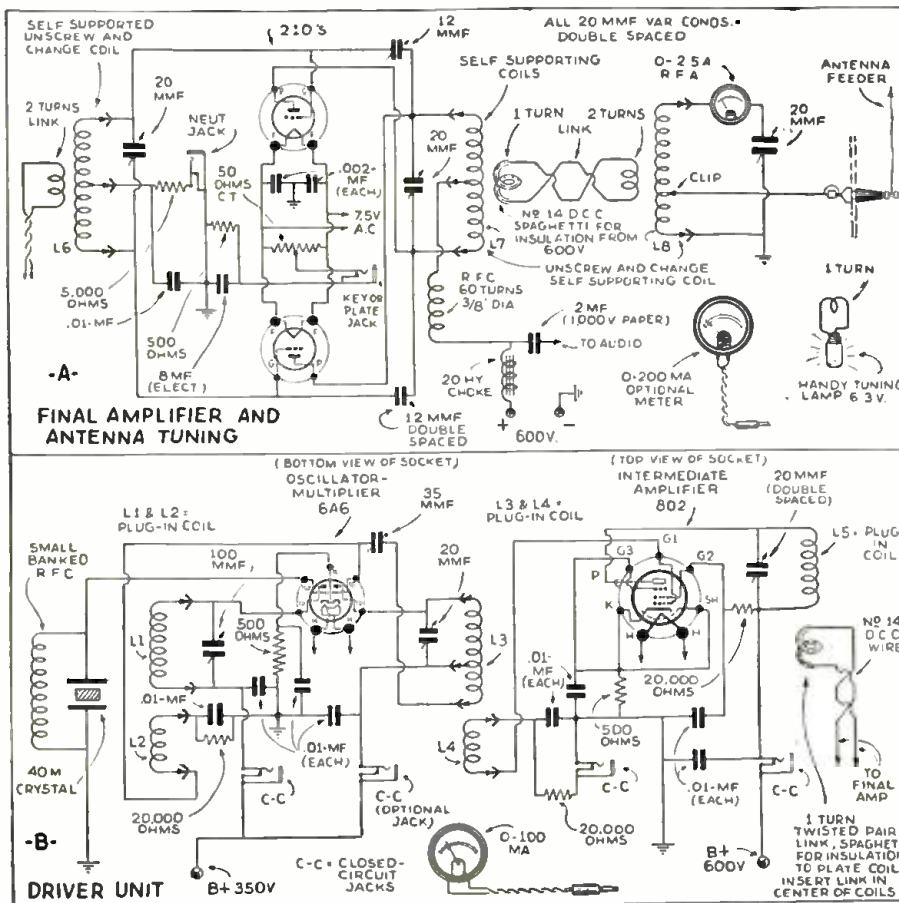 SELF SUPPORTED
UNSCREW AND
CHANGE COIL
210'S
12
MMF
ALL 20 MMF VAR CONDS.-
DOUBLE SPACED
2 TURNS
LINK
20
MMF
NEUT
JACK
50
OHMS
C.T.
.002-
MF
(EACH)
7.5V
A.C
SELF SUPPORTING
COILS
20
MMF
1 TURN
LINK
2 TURNS
0-2.5A
R F A
20
MMF
ANTENNA
FEEDER
CLIP
L6
L7
L8
Nº 14 D C C
SPAGHETTI FOR
INSULATION FROM
600V
UNSCREW AND CHANGE
SELF SUPPORTING COIL
5,000
OHMS
.01-MF
500
OHMS
8MF
(ELECT)
KEY OR
PLATE
JACK
R F C
60 TURNS
3/8" DIA
2 MF
(1,000V PAPER)
TO AUDIO
20 HY
CHOKE
+ 600V. -
0-200 MA
OPTIONAL
METER
1 TURN
HANDY TUNING
LAMP 6.3V.
P
G
F
F
F
F
G
P
12 MMF
DOUBLE
SPACED
-A-
FINAL AMPLIFIER AND
ANTENNA TUNING
(BOTTOM VIEW OF SOCKET)
OSCILLATOR-
MULTIPLIER
6A6
35
MMF
(TOP VIEW OF SOCKET)
INTERMEDIATE
AMPLIFIER
802
20 MMF
(DOUBLE
SPACED)
L1 & L2=
PLUG-IN COIL
L3 & L4=
PLUG-IN COIL
L5= PLUG
IN
COIL
SMALL
BANKED
R F C
100
MMF
20
MMF
G3
G1
G2
P
K
SH
H
H
L1
500
OHMS
L3
.01-MF
L2
.01-MF
(EACH)
L4
.01-
MF
(EACH)
500
OHMS
20,000
OHMS
Nº 14
D C C
WIRE
40 M
CRYSTAL
20,000
OHMS
C-C
C-C
(OPTIONAL
JACK)
C-C
20,000
OHMS
.01-MF
(EACH)
C-C
TO
FINAL
AMP
0-100
MA
-B-
DRIVER UNIT
B+ 350V
C-C = CLOSED-
CIRCUIT
JACKS
B+
600V
1 TURN
TWISTED PAIR
LINK, SPAGHETTI
FOR INSULATION
TO PLATE COIL
INSERT LINK IN
CENTER OF COILS